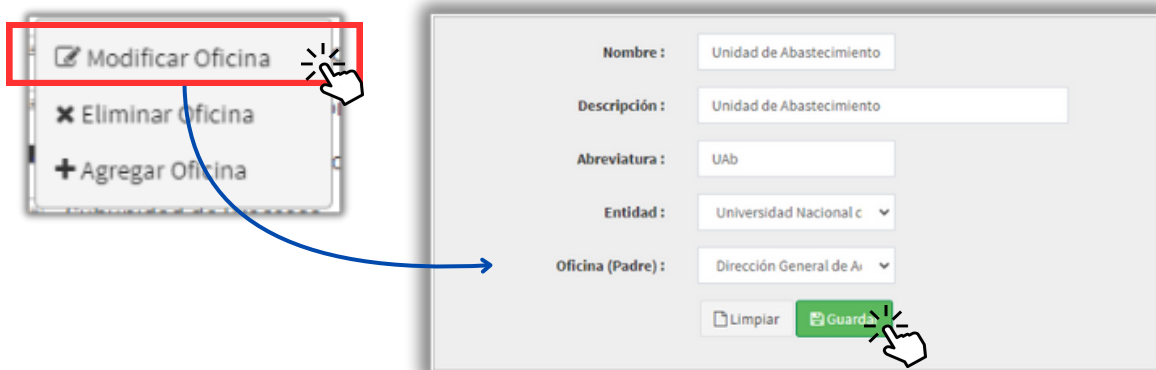 Modificar Oficina
Eliminar Oficina
Agregar Oficina
Nombre : Unidad de Abastecimiento
Descripción : Unidad de Abastecimiento
Abreviatura : UAb
Entidad : Universidad Nacional c
Oficina (Padre) : Dirección General de
Limpiar Guardar